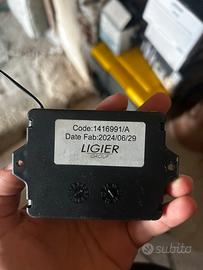 Code:1416991/A
Date Fab:2024/06/29
LIGIER
GROUP
subito